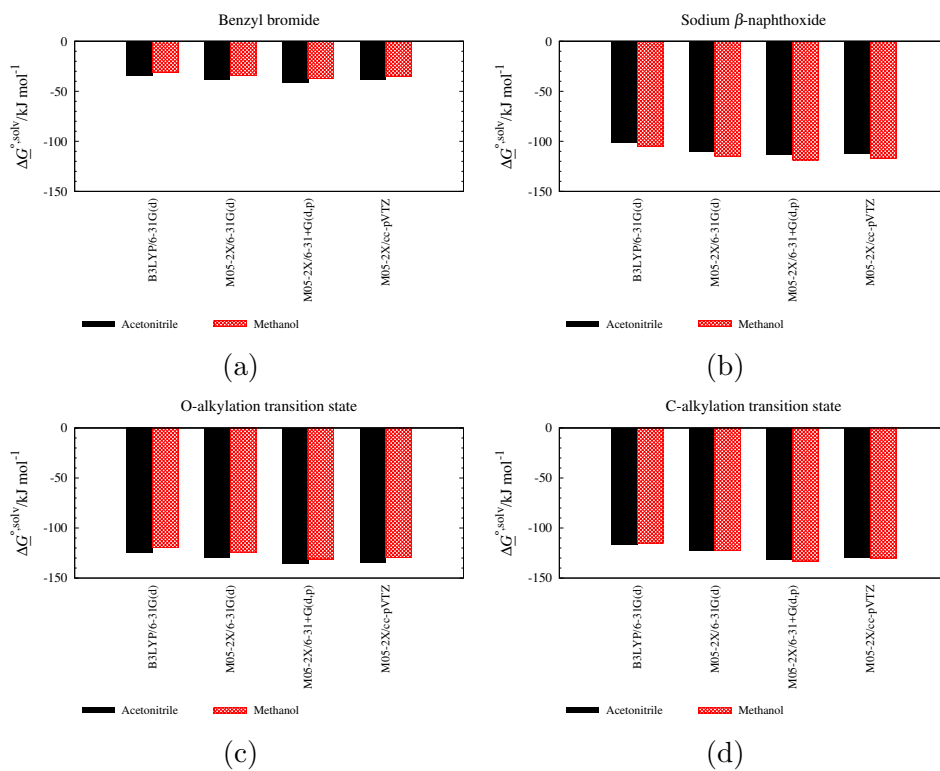 Benzyl bromide
0
-50
-100
-150
ΔG°,solv/kJ mol-1
B3LYP/6-31G(d)
M05-2X/6-31G(d)
M05-2X/6-31+G(d,p)
M05-2X/cc-pVTZ
Acetonitrile Methanol
(a)
Sodium β-naphthoxide
0
-50
-100
-150
ΔG°,solv/kJ mol-1
B3LYP/6-31G(d)
M05-2X/6-31G(d)
M05-2X/6-31+G(d,p)
M05-2X/cc-pVTZ
Acetonitrile Methanol
(b)
O-alkylation transition state
0
-50
-100
-150
ΔG°,solv/kJ mol-1
B3LYP/6-31G(d)
M05-2X/6-31G(d)
M05-2X/6-31+G(d,p)
M05-2X/cc-pVTZ
Acetonitrile Methanol
(c)
C-alkylation transition state
0
-50
-100
-150
ΔG°,solv/kJ mol-1
B3LYP/6-31G(d)
M05-2X/6-31G(d)
M05-2X/6-31+G(d,p)
M05-2X/cc-pVTZ
Acetonitrile Methanol
(d)